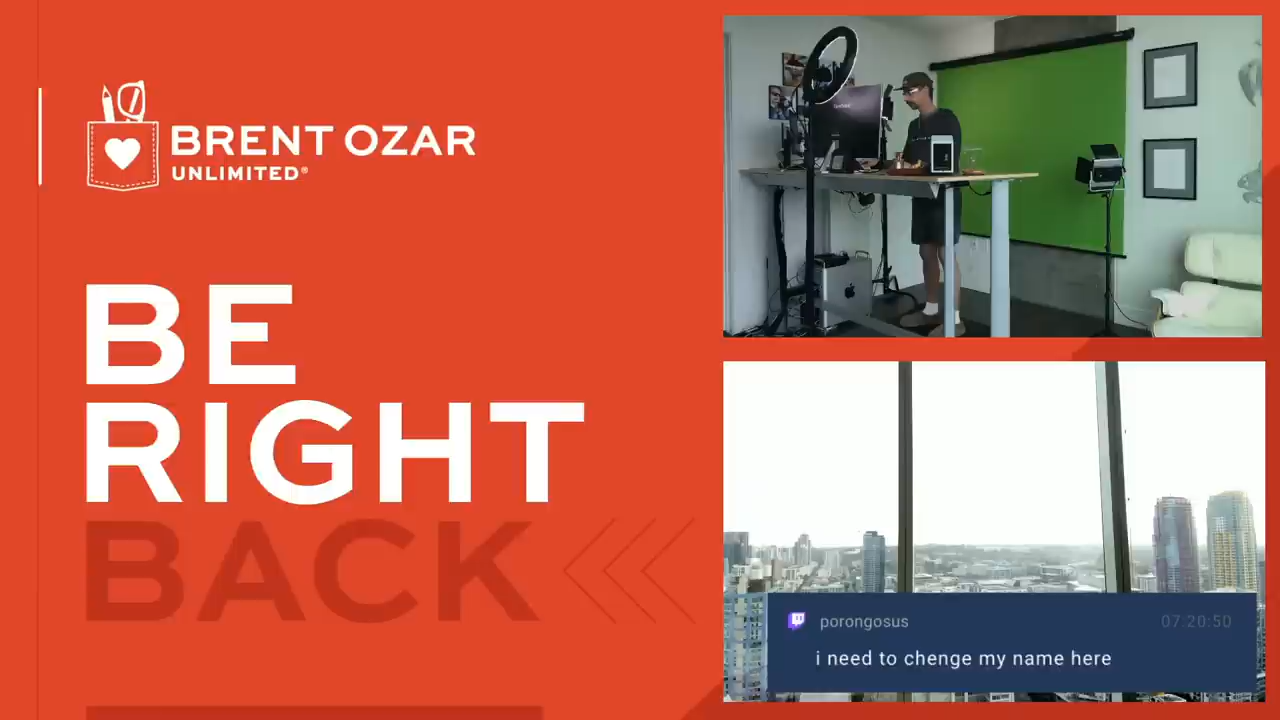 BRENT OZAR
UNLIMITED®
BE
RIGHT
BACK
porongosus
07:20:50
i need to chenge my name here